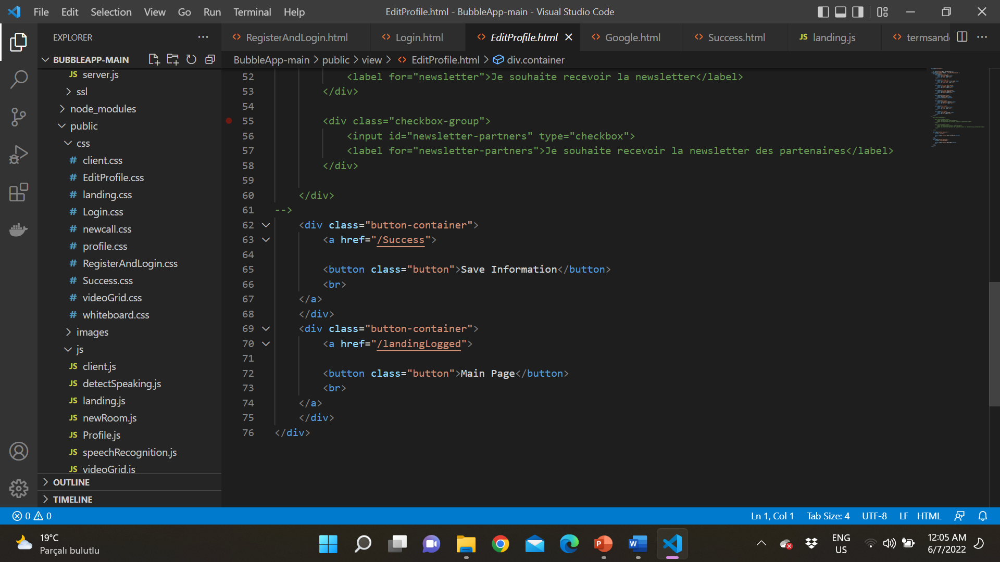 File Edit Selection View Go Run Terminal Help
EditProfile.html - BubbleApp-main - Visual Studio Code
EXPLORER
BUBBLEAPP-MAIN
JS server.js
ssl
node_modules
public
css
# client.css
# EditProfile.css
# landing.css
# Login.css
# newcall.css
# profile.css
# RegisterAndLogin.css
# Success.css
# videoGrid.css
# whiteboard.css
images
js
JS client.js
JS detectSpeaking.js
JS landing.js
JS newRoom.js
JS Profile.js
JS speechRecognition.js
JS videoGrid.js
OUTLINE
TIMELINE
RegisterAndLogin.html
Login.html
EditProfile.html
Google.html
Success.html
JS landing.js
termsand
BubbleApp-main > public > view > EditProfile.html > div.container
52 <label for="newsletter">Je souhaite recevoir la newsletter</label>
53 </div>
54
55 <div class="checkbox-group">
56 <input id="newsletter-partners" type="checkbox">
57 <label for="newsletter-partners">Je souhaite recevoir la newsletter des partenaires</label>
58 </div>
59
60 </div>
61 -->
62 <div class="button-container">
63 <a href="/Success">
64
65 <button class="button">Save Information</button>
66 <br>
67 </a>
68 </div>
69 <div class="button-container">
70 <a href="/landingLogged">
71
72 <button class="button">Main Page</button>
73 <br>
74 </a>
75 </div>
76 </div>
0 0
Ln 1, Col 1
Tab Size: 4
UTF-8
LF
HTML
19°C
Parçalı bulutlu
P
W
ENG
US
12:05 AM
6/7/2022